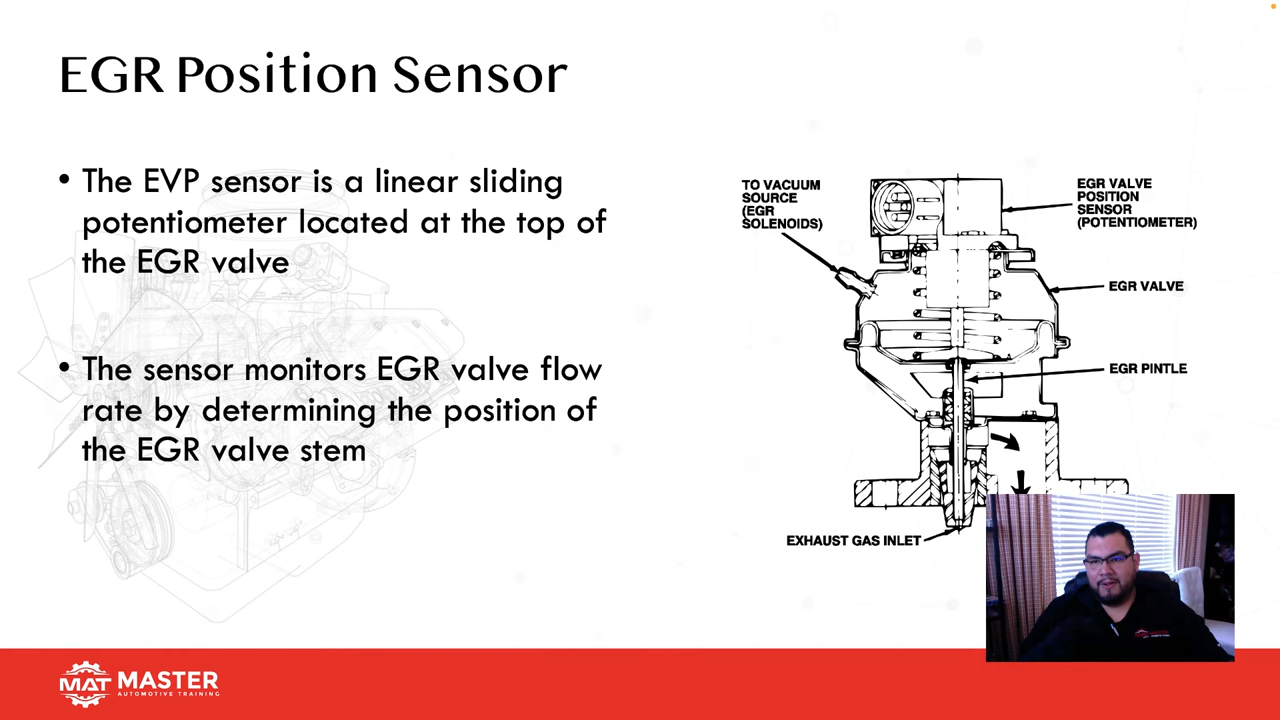 EGR Position Sensor
• The EVP sensor is a linear sliding
potentiometer located at the top of
the EGR valve
• The sensor monitors EGR valve flow
rate by determining the position of
the EGR valve stem
TO VACUUM
SOURCE
(EGR
SOLENOIDS)
EGR VALVE
POSITION
SENSOR
(POTENTIOMETER)
EGR VALVE
EGR PINTLE
EXHAUST GAS INLET
MAT MASTER
AUTOMOTIVE TRAINING